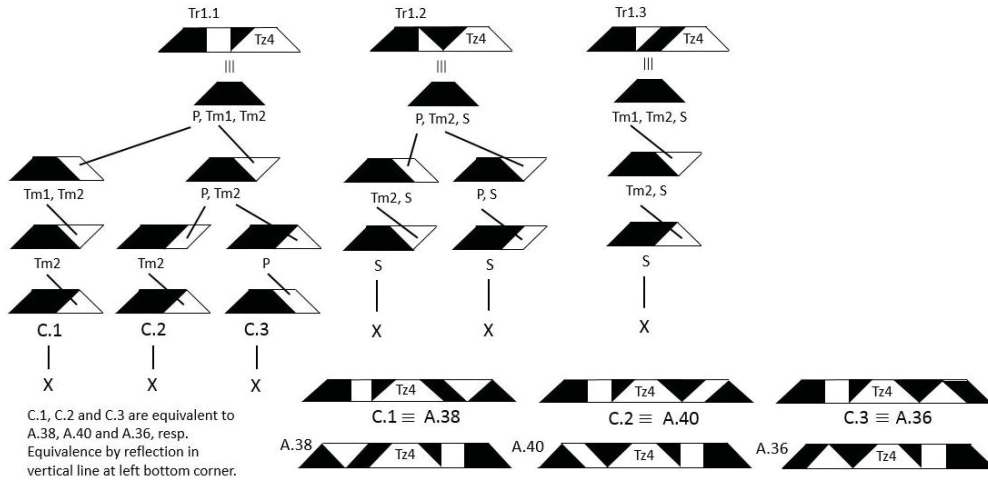 Tr1.1 Tr1.2 Tr1.3
Tz4 Tz4 Tz4
P, Tm1, Tm2 P, Tm2, S Tm1, Tm2, S
Tm1, Tm2 P, Tm2 Tm2, S P, S Tm2, S
Tm2 Tm2 P S S S
C.1 C.2 C.3 X X X
X X X
Tz4 Tz4 Tz4
C.1 ≡ A.38 C.2 ≡ A.40 C.3 ≡ A.36
C.1, C.2 and C.3 are equivalent to
A.38, A.40 and A.36, resp.
Equivalence by reflection in
vertical line at left bottom corner.
A.38 Tz4 A.40 Tz4 A.36 Tz4